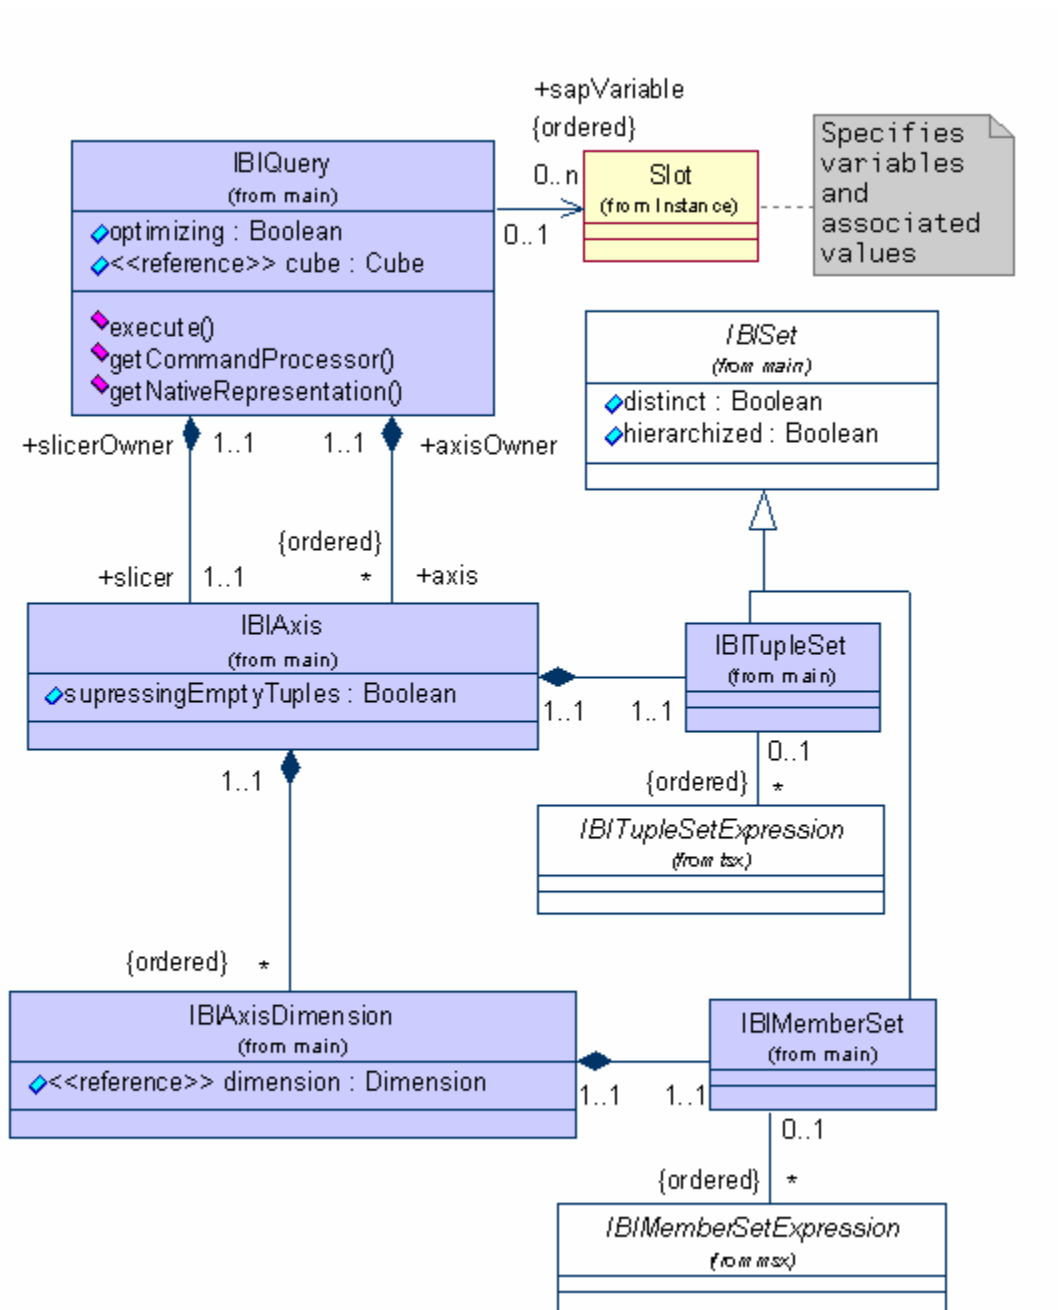 +sapVariable
{ordered}
0..n
0..1
IBIQuery
(from main)
optimizing : Boolean
<<reference>> cube : Cube
execute()
getCommandProcessor()
getNativeRepresentation()
Slot
(from Instance)
Specifies
variables
and
associated
values
IBISet
(from main)
distinct : Boolean
hierarchized : Boolean
+slicerOwner
1..1
1..1
+axisOwner
{ordered}
+slicer
1..1
*
+axis
IBIAxis
(from main)
supressingEmptyTuples : Boolean
1..1
1..1
IBITupleSet
(from main)
0..1
{ordered}
*
IBITupleSetExpression
(from tsx)
1..1
{ordered}
*
IBIAxisDimension
(from main)
<<reference>> dimension : Dimension
1..1
1..1
IBIMemberSet
(from main)
0..1
{ordered}
*
IBIMemberSetExpression
(from msx)